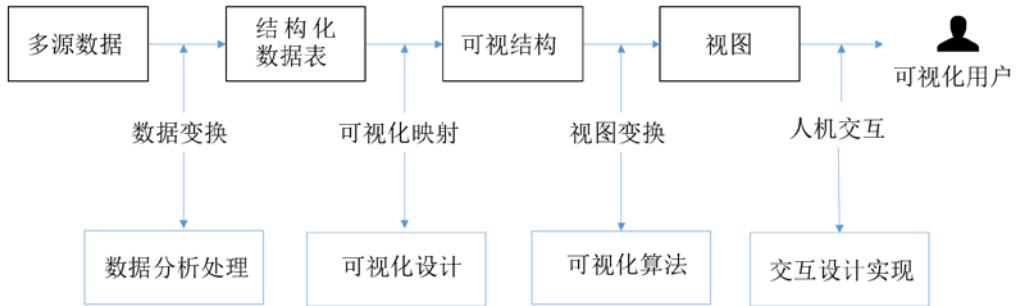 多源数据
结构化
数据表
可视结构
视图
可视化用户
数据变换
可视化映射
视图变换
人机交互
数据分析处理
可视化设计
可视化算法
交互设计实现